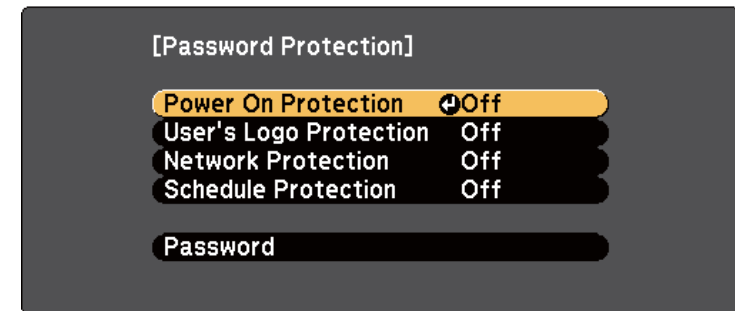 [Password Protection]
Power On Protection Off
User's Logo Protection Off
Network Protection Off
Schedule Protection Off
Password